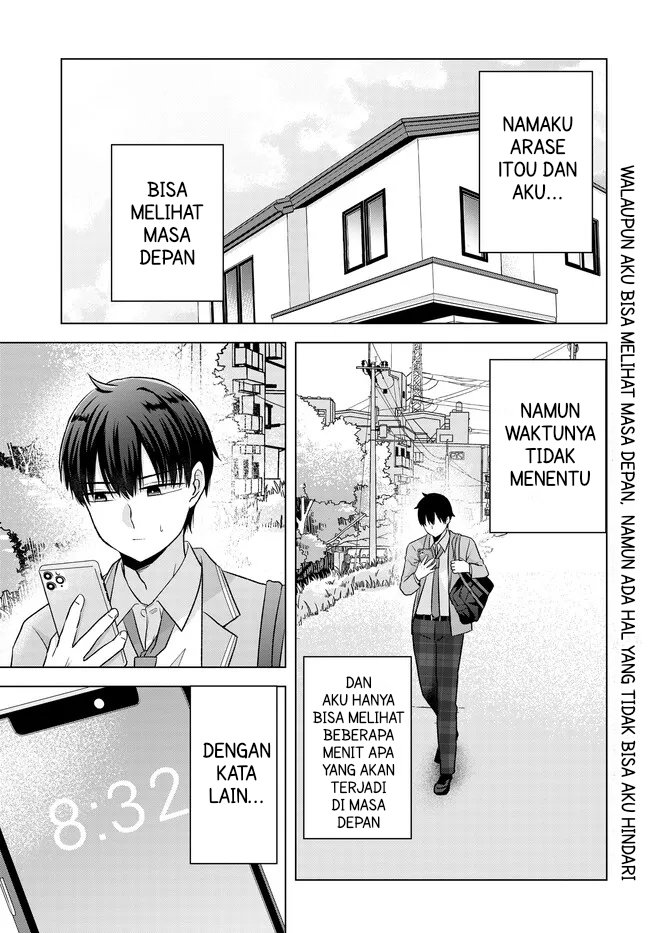 NAMAKU
ARASE
ITOU DAN
AKU...
BISA
MELIHAT
MASA
DEPAN
WALAUPUN AKU BISA MELIHAT MASA DEPAN, NAMUN ADA HAL YANG TIDAK BISA AKU HINDARI
NAMUN
WAKTUNYA
TIDAK
MENENTU
DAN
AKU HANYA
BISA MELIHAT
BEBERAPA
MENIT APA
YANG AKAN
TERJADI
DI MASA
DEPAN
DENGAN
KATA
LAIN...
8:32